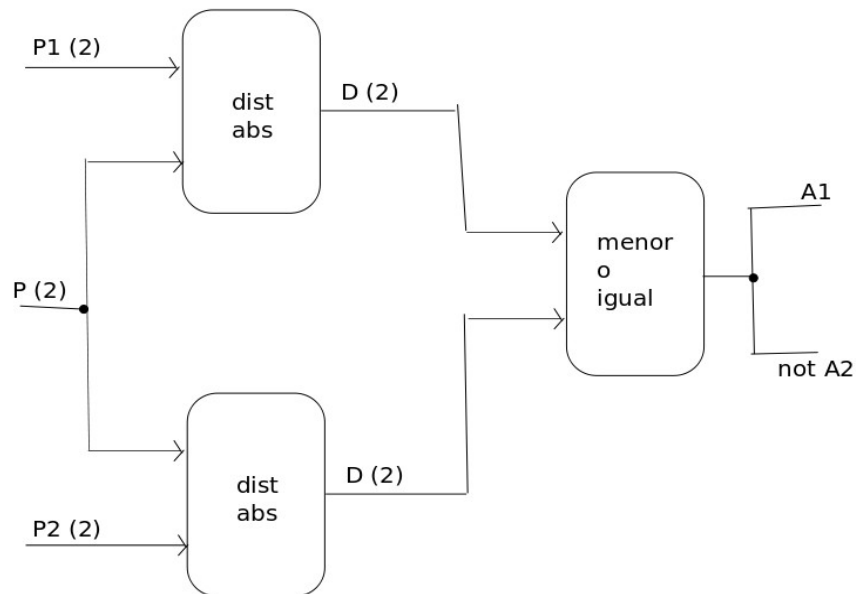 P1 (2)
dist
abs
D (2)
A1
menor
o
igual
P (2)
not A2
dist
abs
D (2)
P2 (2)